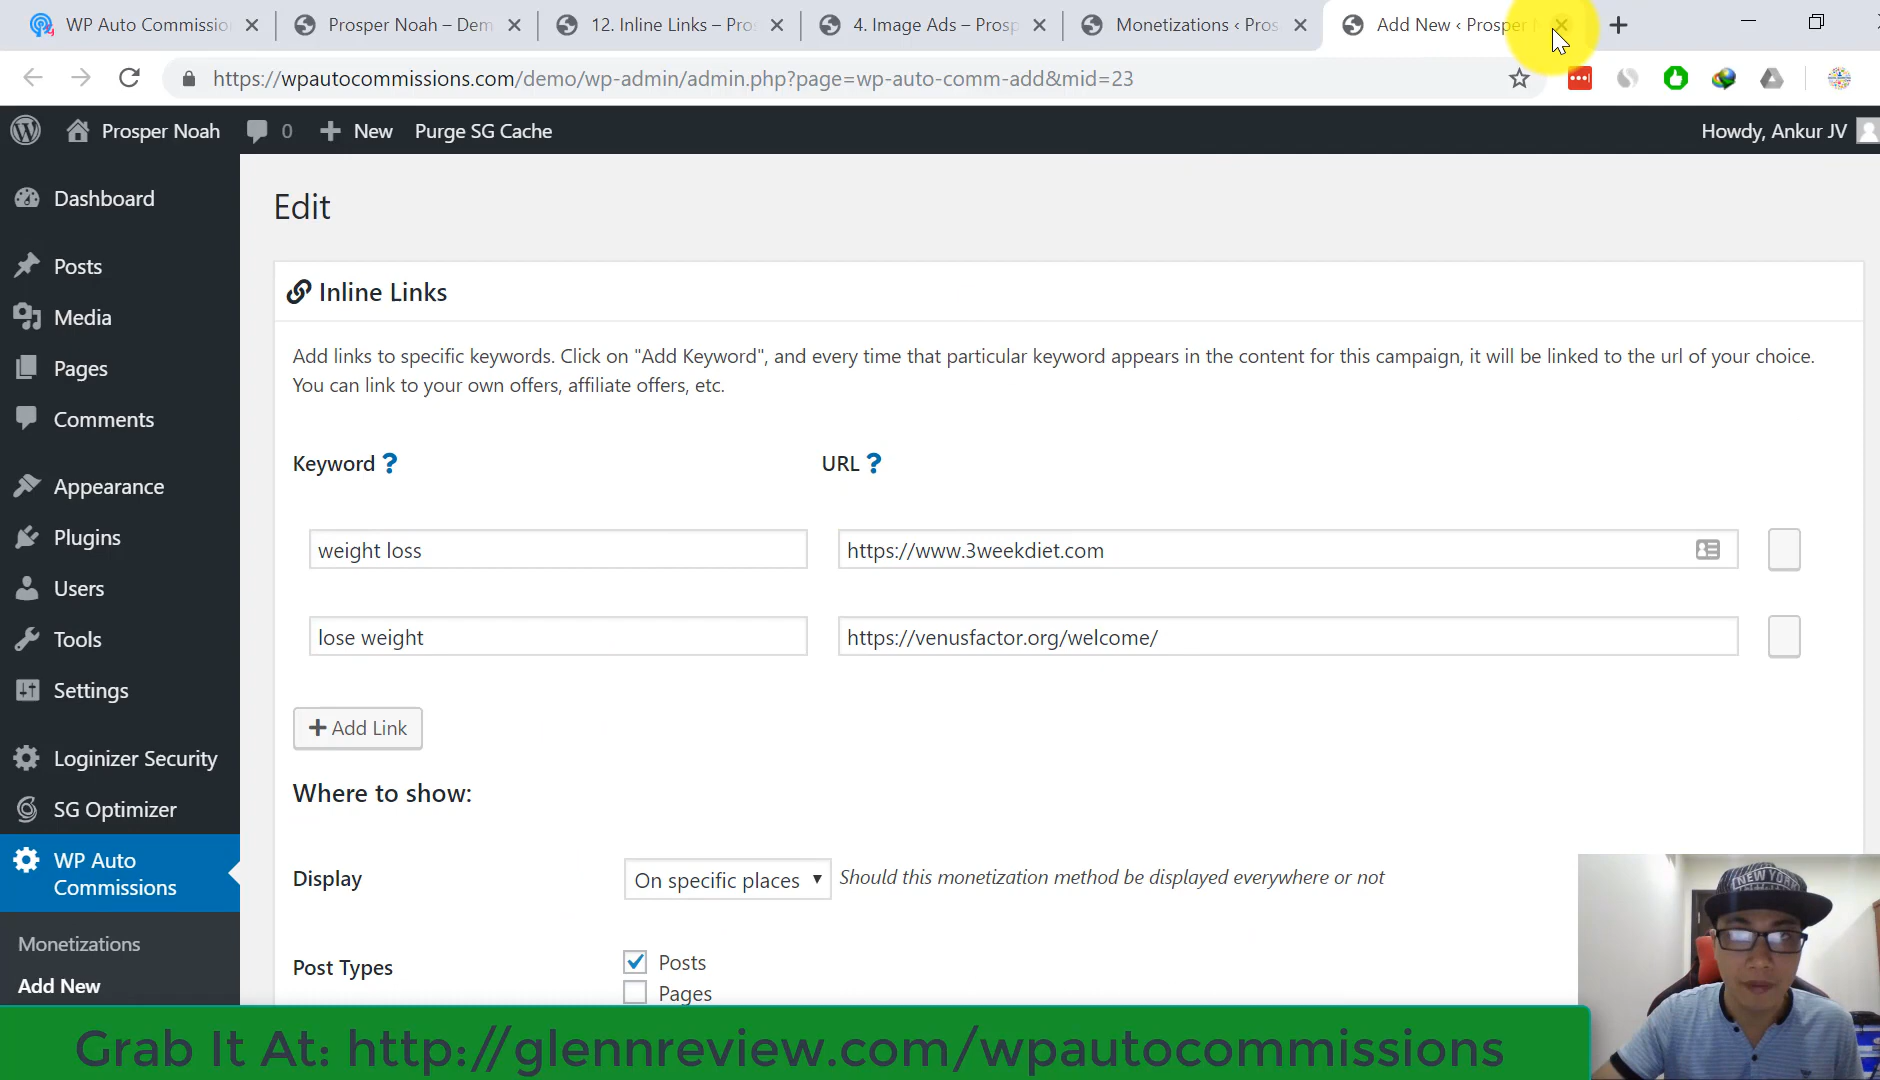 WP Auto Commissio
Prosper Noah – Dem
12. Inline Links – Pros
4. Image Ads – Prosp
Monetizations ‹ Pros
Add New ‹ Prosper
https://wpautocommissions.com/demo/wp-admin/admin.php?page=wp-auto-comm-add&mid=23
Prosper Noah
0
New
Purge SG Cache
Howdy, Ankur JV
Dashboard
Posts
Media
Pages
Comments
Appearance
Plugins
Users
Tools
Settings
Loginizer Security
SG Optimizer
WP Auto
Commissions
Monetizations
Add New
Edit
Inline Links
Add links to specific keywords. Click on "Add Keyword", and every time that particular keyword appears in the content for this campaign, it will be linked to the url of your choice.
You can link to your own offers, affiliate offers, etc.
Keyword ?
URL ?
weight loss
https://www.3weekdiet.com
lose weight
https://venusfactor.org/welcome/
+ Add Link
Where to show:
Display
On specific places
Should this monetization method be displayed everywhere or not
Post Types
Posts
Pages
NEW YORK
Grab It At: http://glennreview.com/wpautocommissions